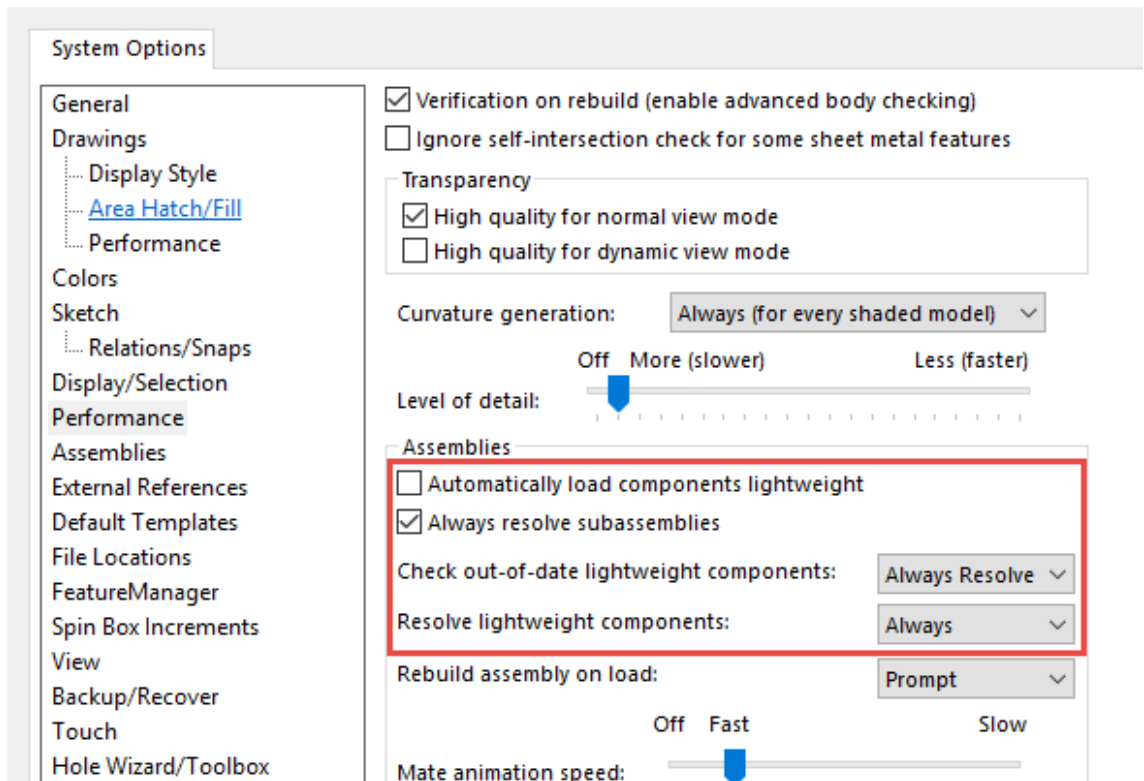 System Options
General
Drawings
Display Style
Area Hatch/Fill
Performance
Colors
Sketch
Relations/Snaps
Display/Selection
Performance
Assemblies
External References
Default Templates
File Locations
FeatureManager
Spin Box Increments
View
Backup/Recover
Touch
Hole Wizard/Toolbox
Verification on rebuild (enable advanced body checking)
Ignore self-intersection check for some sheet metal features
Transparency
High quality for normal view mode
High quality for dynamic view mode
Curvature generation: Always (for every shaded model)
Off More (slower) Less (faster)
Level of detail:
Assemblies
Automatically load components lightweight
Always resolve subassemblies
Check out-of-date lightweight components: Always Resolve
Resolve lightweight components: Always
Rebuild assembly on load: Prompt
Off Fast Slow
Mate animation speed: